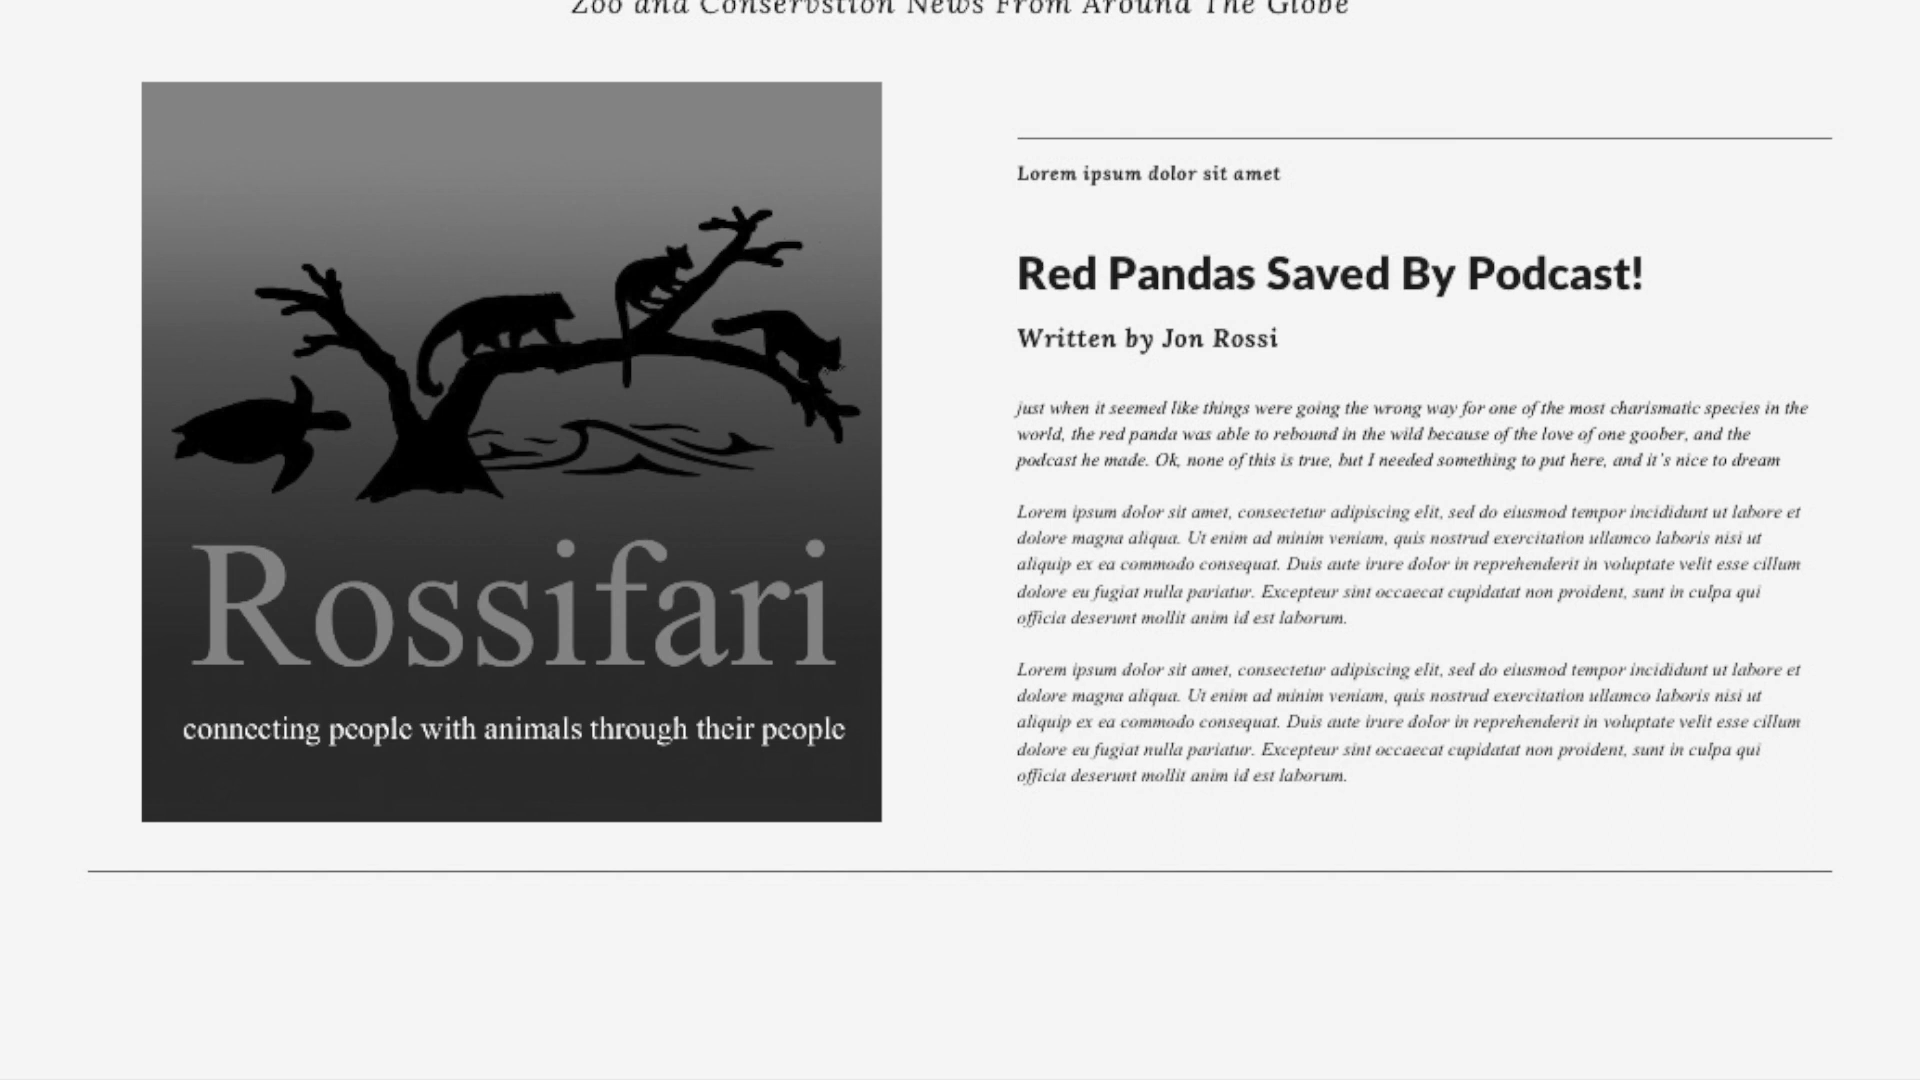 Zoo and Conservstion News From Around The Globe
Rossifari
connecting people with animals through their people
Lorem ipsum dolor sit amet
Red Pandas Saved By Podcast!
Written by Jon Rossi
just when it seemed like things were going the wrong way for one of the most charismatic species in the
world, the red panda was able to rebound in the wild because of the love of one goober, and the
podcast he made. Ok, none of this is true, but I needed something to put here, and it's nice to dream
Lorem ipsum dolor sit amet, consectetur adipiscing elit, sed do eiusmod tempor incididunt ut labore et
dolore magna aliqua. Ut enim ad minim veniam, quis nostrud exercitation ullamco laboris nisi ut
aliquip ex ea commodo consequat. Duis aute irure dolor in reprehenderit in voluptate velit esse cillum
dolore eu fugiat nulla pariatur. Excepteur sint occaecat cupidatat non proident, sunt in culpa qui
officia deserunt mollit anim id est laborum.
Lorem ipsum dolor sit amet, consectetur adipiscing elit, sed do eiusmod tempor incididunt ut labore et
dolore magna aliqua. Ut enim ad minim veniam, quis nostrud exercitation ullamco laboris nisi ut
aliquip ex ea commodo consequat. Duis aute irure dolor in reprehenderit in voluptate velit esse cillum
dolore eu fugiat nulla pariatur. Excepteur sint occaecat cupidatat non proident, sunt in culpa qui
officia deserunt mollit anim id est laborum.